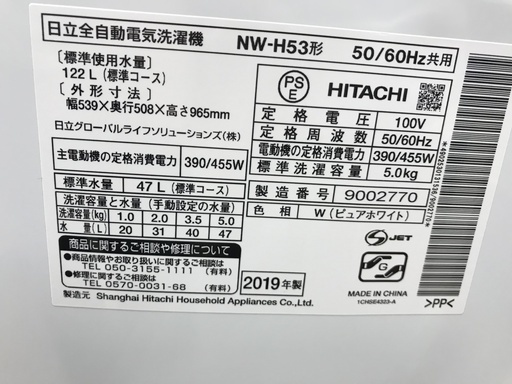 日立全自動電気洗濯機 NW-H53形 50/60Hz共用
〔標準使用水量〕
122 L (標準コース)
〔外形寸法〕
幅539×奥行508×高さ965mm
日立グローバルライフソリューションズ(株)
PS
E
HITACHI
定格電圧 100V
定格周波数 50/60Hz
電動機の定格消費電力 390/455W
標準洗濯容量 5.0kg
主電動機の定格消費電力 390/455W
標準水量 47 L (標準コース)
洗濯容量と水量 (手動設定の水量)
洗濯容量(kg) 1.0 2.0 3.5 5.0
水量(L) 20 31 40 47
製造番号 9002770
色相 W (ピュアホワイト)
商品に関するご相談や修理について
お取り扱いに関するご相談
TEL 050-3155-1111 (有料)
修理に関するご相談
TEL 0570-0031-68 (有料)
製造元 Shanghai Hitachi Household Appliances Co.,Ltd.
2019年製
S-JET
G
MADE IN CHINA
1CHSE4323-A
>PP<